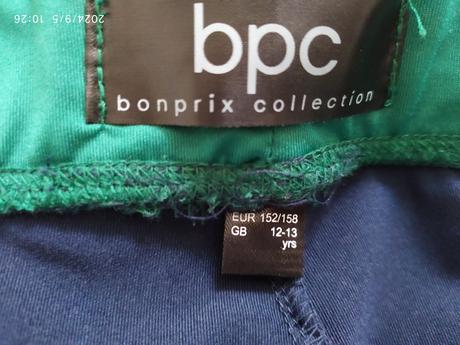 2024/9/5 10:26
bpc
bonprix collection
EUR 152/158
GB 12-13
yrs